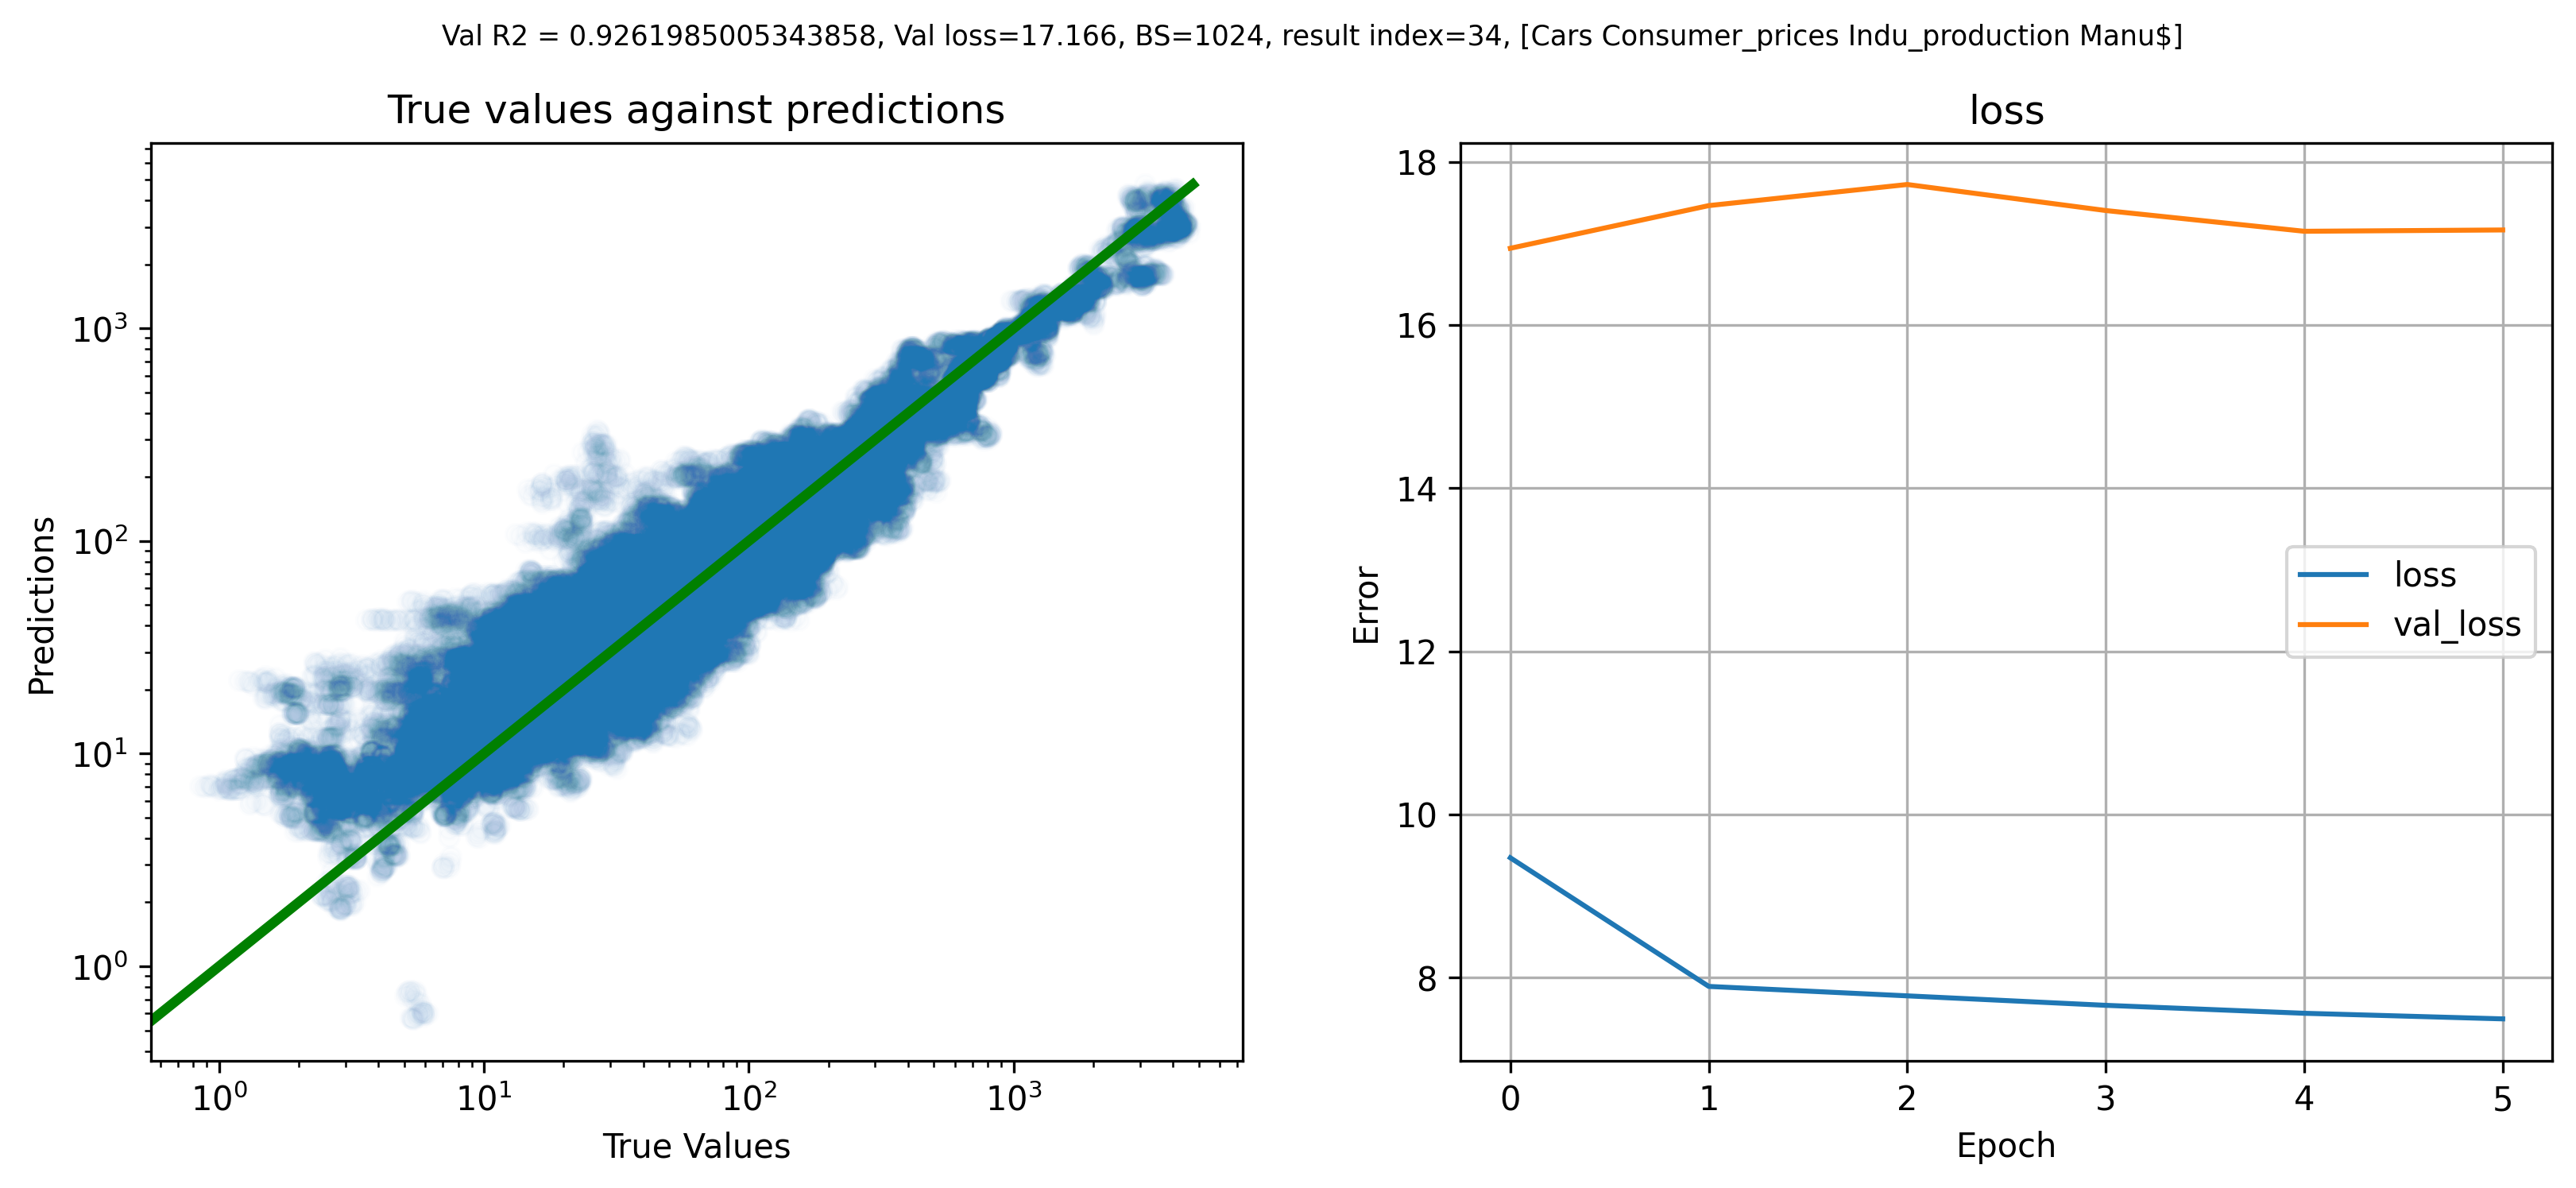 Val R2 = 0.9261985005343858, Val loss=17.166, BS=1024, result index=34, [Cars Consumer_prices Indu_production Manu$]
True values against predictions
Predictions
10³
10²
10¹
10⁰
10⁰ 10¹ 10² 10³
True Values
loss
Error
18
16
14
12
10
8
loss
val_loss
0 1 2 3 4 5
Epoch